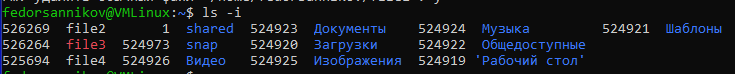 fedorsannikov@VMLinux:~$ ls -i
526269 file2 1 shared 524923 Документы 524924 Музыка 524921 Шаблоны
526264 file3 524973 snap 524920 Загрузки 524922 Общедоступные
525694 file4 524926 Видео 524925 Изображения 524919 'Рабочий стол'